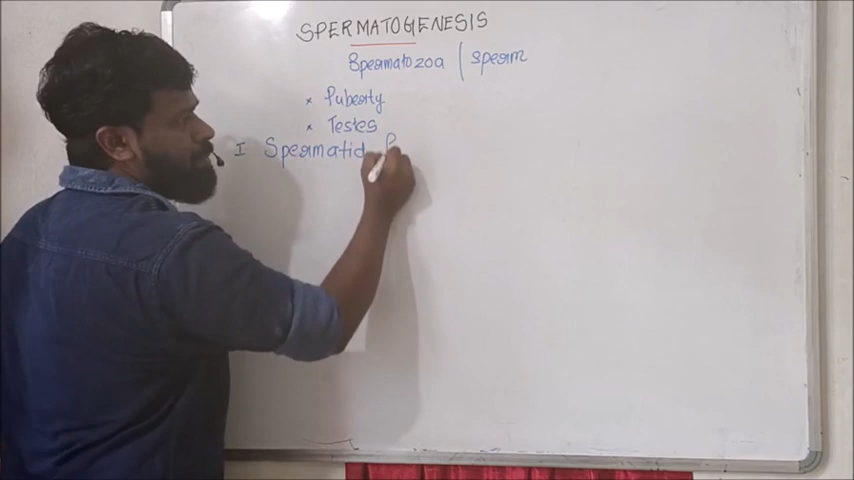 SPERMATOGENESIS
Spermatozoa | sperm
× Puberty
× Testes
I Spermatid